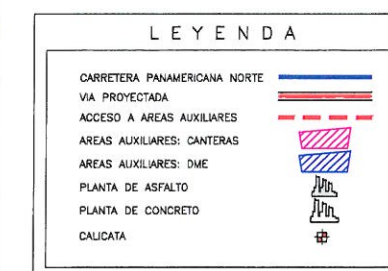 LEYENDA
CARRETERA PANAMERICANA NORTE
VIA PROYECTADA
ACCESO A AREAS AUXILIARES
AREAS AUXILIARES: CANTERAS
AREAS AUXILIARES: DME
PLANTA DE ASFALTO
PLANTA DE CONCRETO
CALICATA